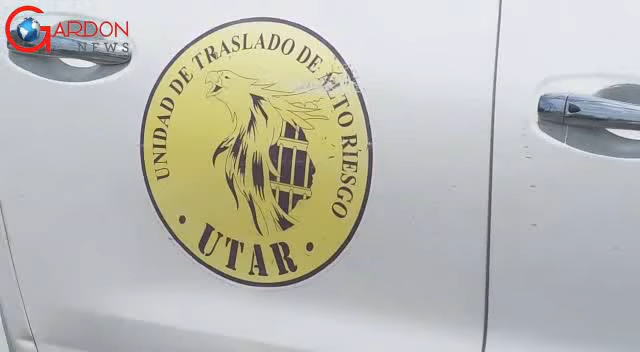 GARDON
NEWS
UNIDAD DE TRASLADO DE ALTO RIESGO
• UTAR •